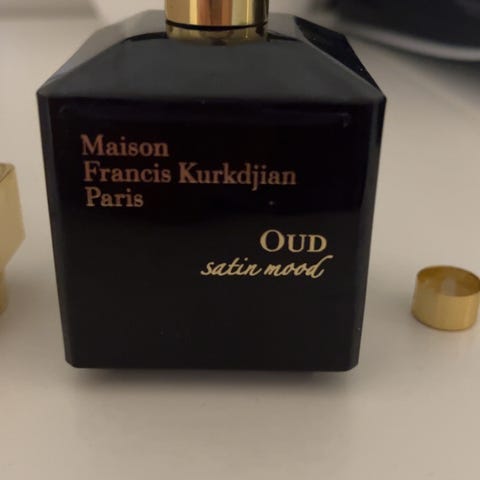 Maison
Francis Kurkdjian
Paris
OUD
satin mood